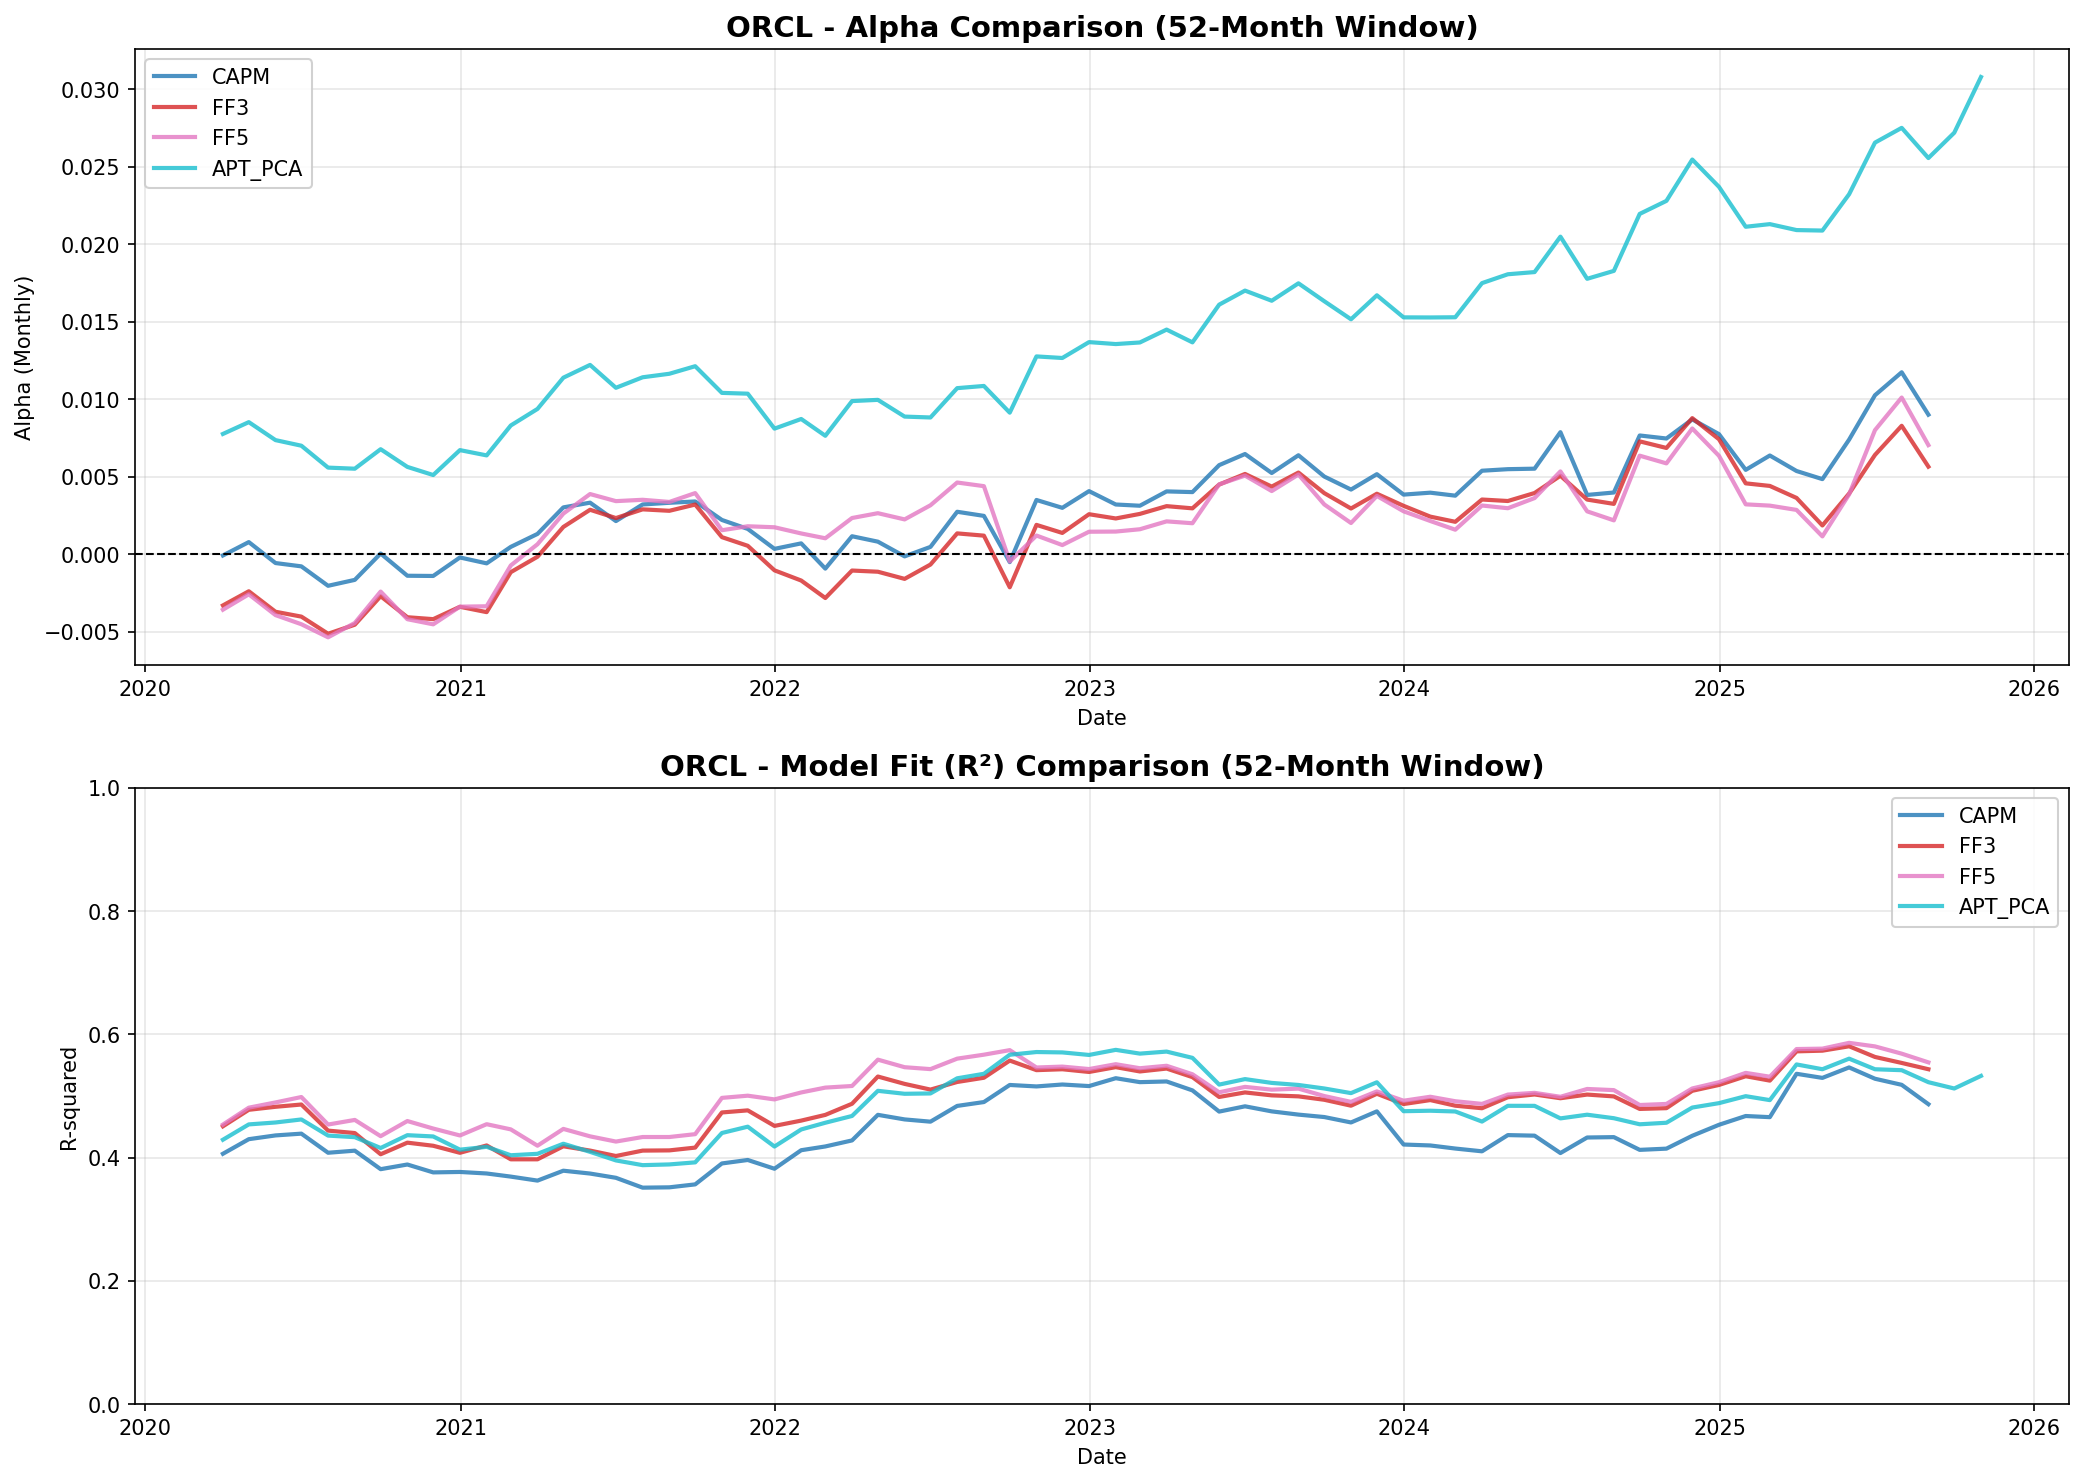 ORCL - Alpha Comparison (52-Month Window)
CAPM
FF3
FF5
APT_PCA
Alpha (Monthly)
0.030
0.025
0.020
0.015
0.010
0.005
0.000
−0.005
2020 2021 2022 2023 2024 2025 2026
Date
ORCL - Model Fit (R²) Comparison (52-Month Window)
CAPM
FF3
FF5
APT_PCA
R-squared
1.0
0.8
0.6
0.4
0.2
0.0
2020 2021 2022 2023 2024 2025 2026
Date